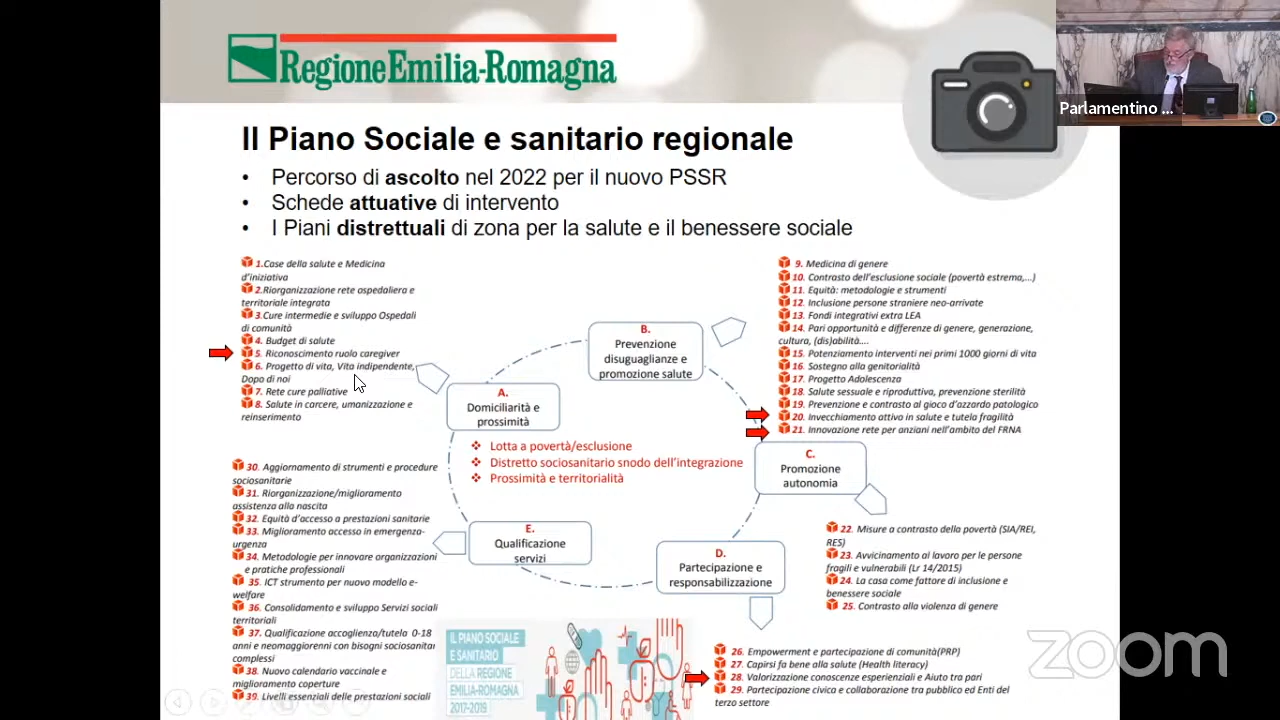 RegioneEmilia-Romagna
Parlamentino ...
Il Piano Sociale e sanitario regionale
• Percorso di ascolto nel 2022 per il nuovo PSSR
• Schede attuative di intervento
• I Piani distrettuali di zona per la salute e il benessere sociale
1.Case della salute e Medicina
d'iniziativa
2.Riorganizzazione rete ospedaliera e
territoriale integrata
3.Cure intermedie e sviluppo Ospedali
di comunità
4. Budget di salute
5. Riconoscimento ruolo caregiver
6. Progetto di vita, Vita indipendente,
Dopo di noi
7. Rete cure palliative
8. Salute in carcere, umanizzazione e
reinserimento
B.
Prevenzione
disuguaglianze e
promozione salute
9. Medicina di genere
10. Contrasto dell'esclusione sociale (povertà estrema,...)
11. Equità: metodologie e strumenti
12. Inclusione persone straniere neo-arrivate
13. Fondi integrativi extra LEA
14. Pari opportunità e differenze di genere, generazione,
cultura, (dis)abilità....
15. Potenziamento interventi nei primi 1000 giorni di vita
16. Sostegno alla genitorialità
17. Progetto Adolescenza
18. Salute sessuale e riproduttiva, prevenzione sterilità
19. Prevenzione e contrasto al gioco d'azzardo patologico
20. Invecchiamento attivo in salute e tutela fragilità
21. Innovazione rete per anziani nell'ambito del FRNA
A.
Domiciliarità e
prossimità
❖ Lotta a povertà/esclusione
❖ Distretto sociosanitario snodo dell'integrazione
❖ Prossimità e territorialità
C.
Promozione
autonomia
30. Aggiornamento di strumenti e procedure
sociosanitarie
31. Riorganizzazione/miglioramento
assistenza alla nascita
32. Equità d'accesso a prestazioni sanitarie
33. Miglioramento accesso in emergenza-
urgenza
34. Metodologie per innovare organizzazioni
e pratiche professionali
35. ICT strumento per nuovo modello e-
welfare
36. Consolidamento e sviluppo Servizi sociali
territoriali
37. Qualificazione accoglienza/tutela 0-18
anni e neomaggiorenni con bisogni sociosanitar
complessi
38. Nuovo calendario vaccinale e
miglioramento coperture
39. Livelli essenziali delle prestazioni sociali
E.
Qualificazione
servizi
D.
Partecipazione e
responsabilizzazione
22. Misure a contrasto della povertà (SIA/REI,
RES)
23. Avvicinamento al lavoro per le persone
fragili e vulnerabili (Lr 14/2015)
24. La casa come fattore di inclusione e
benessere sociale
25. Contrasto alla violenza di genere
IL PIANO SOCIALE
E SANITARIO
DELLA REGIONE
EMILIA-ROMAGNA
2017-2019
26. Empowerment e partecipazione di comunità(PRP)
27. Capirsi fa bene alla salute (Health literacy)
28. Valorizzazione conoscenze esperienziali e Aiuto tra pari
29. Partecipazione civica e collaborazione tra pubblico ed Enti del
terzo settore
zoom